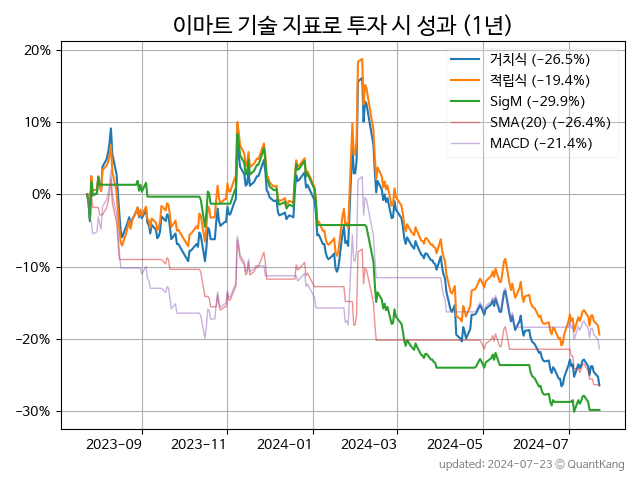 이마트 기술 지표로 투자 시 성과 (1년)
20%
10%
0%
−10%
−20%
−30%
거치식 (−26.5%)
적립식 (−19.4%)
SigM (−29.9%)
SMA(20) (−26.4%)
MACD (−21.4%)
2023−09
2023−11
2024−01
2024−03
2024−05
2024−07
updated: 2024-07-23 © QuantKang